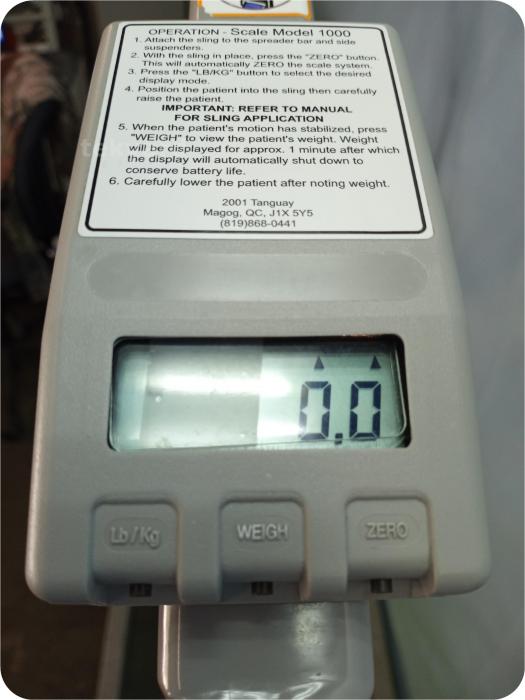 OPERATION - Scale Model 1000
1. Attach the sling to the spreader bar and side
suspenders.
2. With the sling in place, press the "ZERO" button.
This will automatically ZERO the scale system.
3. Press the "LB/KG" button to select the desired
display mode.
4. Position the patient into the sling then carefully
raise the patient.
IMPORTANT: REFER TO MANUAL
FOR SLING APPLICATION
5. When the patient's motion has stabilized, press
"WEIGH" to view the patient's weight. Weight
will be displayed for approx. 1 minute after which
the display will automatically shut down to
conserve battery life.
6. Carefully lower the patient after noting weight.
2001 Tanguay
Magog, QC, J1X 5Y5
(819)868-0441
0.0
Lb/Kg WEIGH ZERO